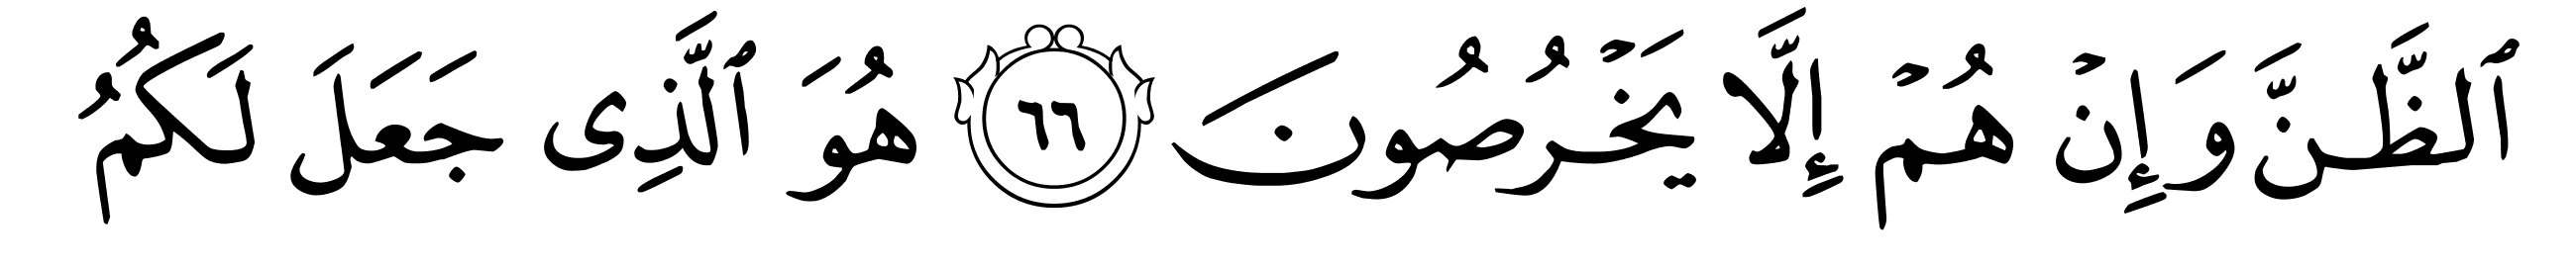 ٱلظَّنَّ وَإِنْ هُمْ إِلَّا يَخْرُصُونَ ٦٦ هُوَ ٱلَّذِى جَعَلَ لَكُمُ